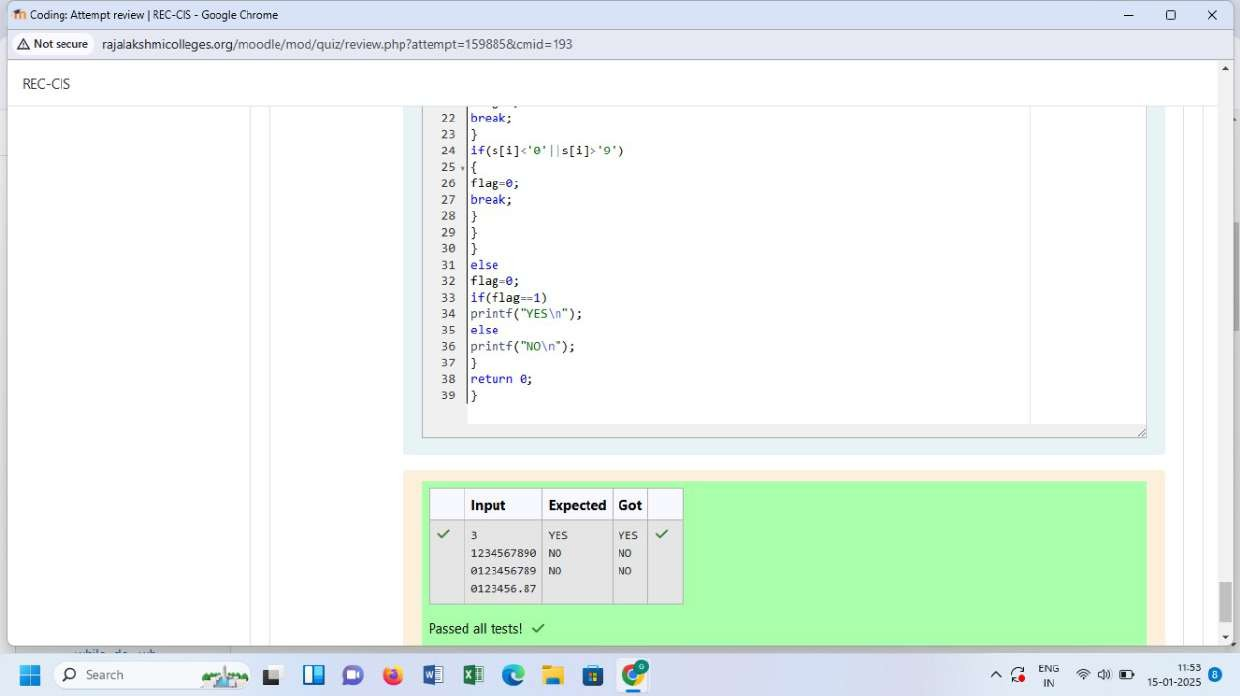 Coding: Attempt review | REC-CIS - Google Chrome
Not secure rajalakshmicolleges.org/moodle/mod/quiz/review.php?attempt=159885&cmid=193
REC-CIS
22 break;
23 }
24 if(s[i]<'0'||s[i]>'9')
25 {
26 flag=0;
27 break;
28 }
29 }
30 }
31 else
32 flag=0;
33 if(flag==1)
34 printf("YES\n");
35 else
36 printf("NO\n");
37 }
38 return 0;
39 }
Input Expected Got
3 YES YES
1234567890 NO NO
0123456789 NO NO
0123456.87
Passed all tests!
Search
ENG 11:53
IN 15-01-2025 8